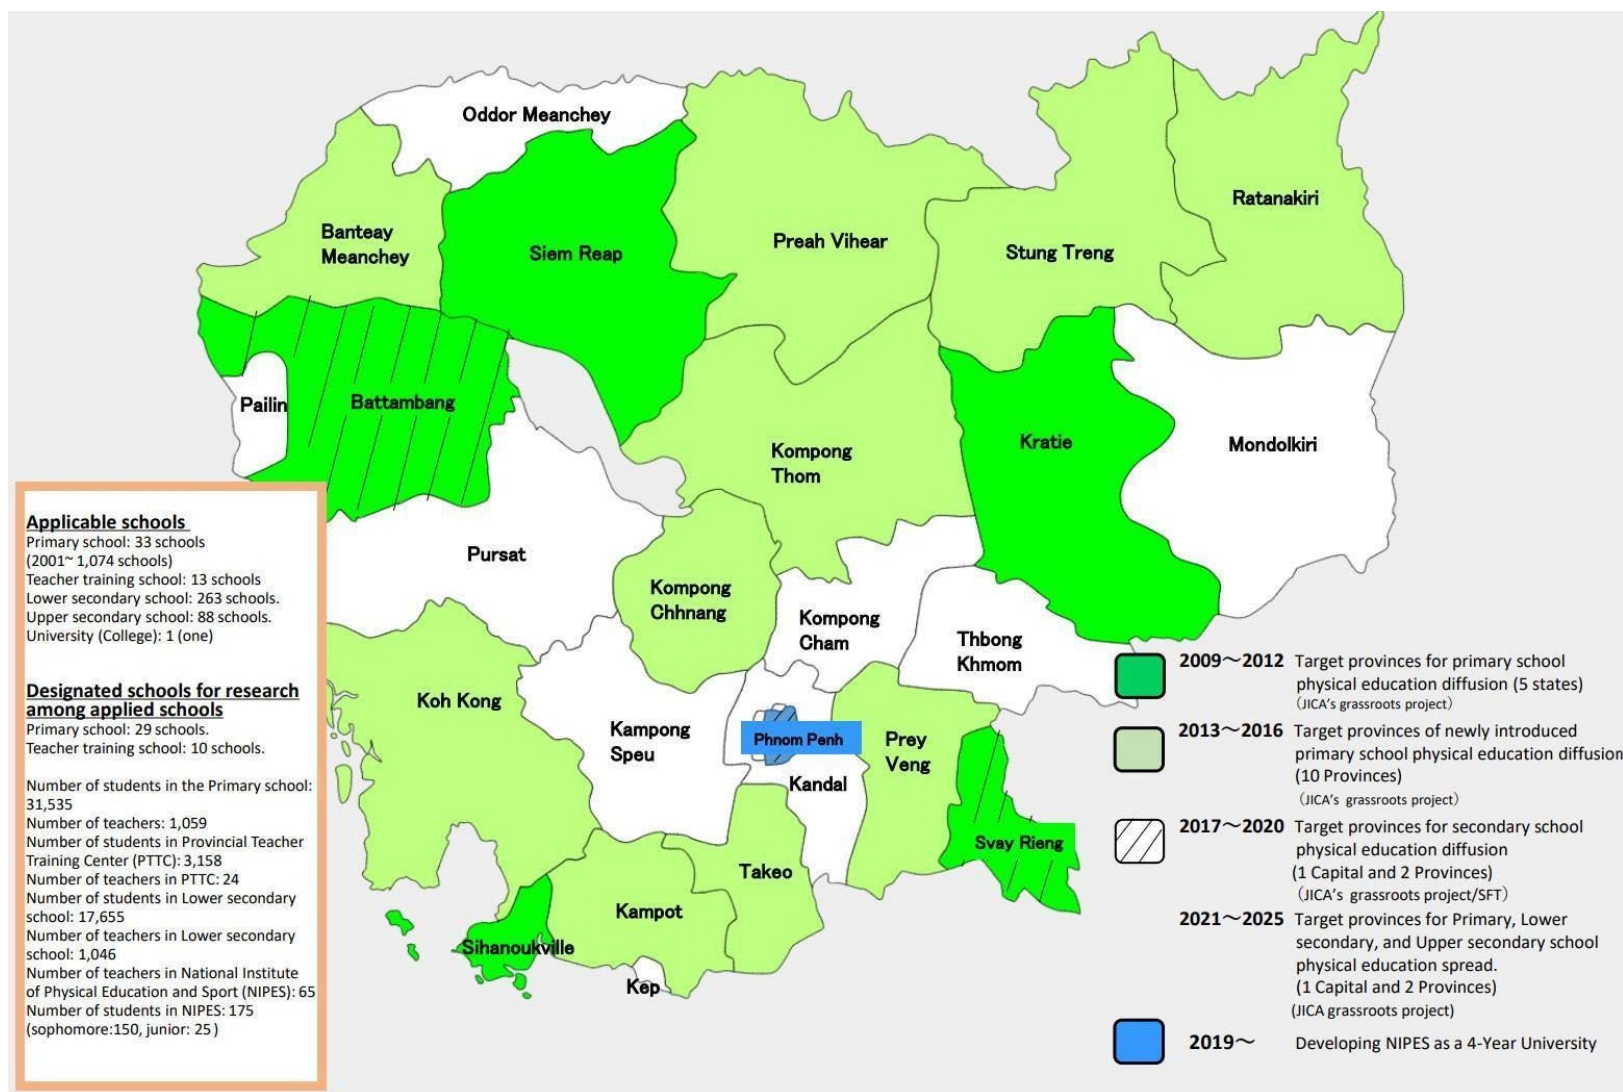 Oddor Meanchey
Banteay
Meanchey
Siem Reap
Preah Vihear
Stung Treng
Ratanakiri
Pailin
Battambang
Kompong
Thom
Kratie
Mondolkiri
Pursat
Kompong
Chhnang
Kompong
Cham
Thbong
Khmom
Koh Kong
Kampong
Speu
Phnom Penh
Kandal
Prey
Veng
Svay Rieng
Takeo
Kampot
Sihanoukville
Kep
Applicable schools
Primary school: 33 schools
(2001~ 1,074 schools)
Teacher training school: 13 schools
Lower secondary school: 263 schools.
Upper secondary school: 88 schools.
University (College): 1 (one)
Designated schools for research
among applied schools
Primary school: 29 schools.
Teacher training school: 10 schools.
Number of students in the Primary school:
31,535
Number of teachers: 1,059
Number of students in Provincial Teacher
Training Center (PTTC): 3,158
Number of teachers in PTTC: 24
Number of students in Lower secondary
school: 17,655
Number of teachers in Lower secondary
school: 1,046
Number of teachers in National Institute
of Physical Education and Sport (NIPES): 65
Number of students in NIPES: 175
(sophomore:150, junior: 25 )
2009～2012 Target provinces for primary school
physical education diffusion (5 states)
（JICA's grassroots project）
2013～2016 Target provinces of newly introduced
primary school physical education diffusion
(10 Provinces)
（JICA's grassroots project）
2017～2020 Target provinces for secondary school
physical education diffusion
(1 Capital and 2 Provinces)
（JICA's grassroots project/SFT）
2021～2025 Target provinces for Primary, Lower
secondary, and Upper secondary school
physical education spread.
(1 Capital and 2 Provinces)
(JICA grassroots project)
2019～ Developing NIPES as a 4-Year University